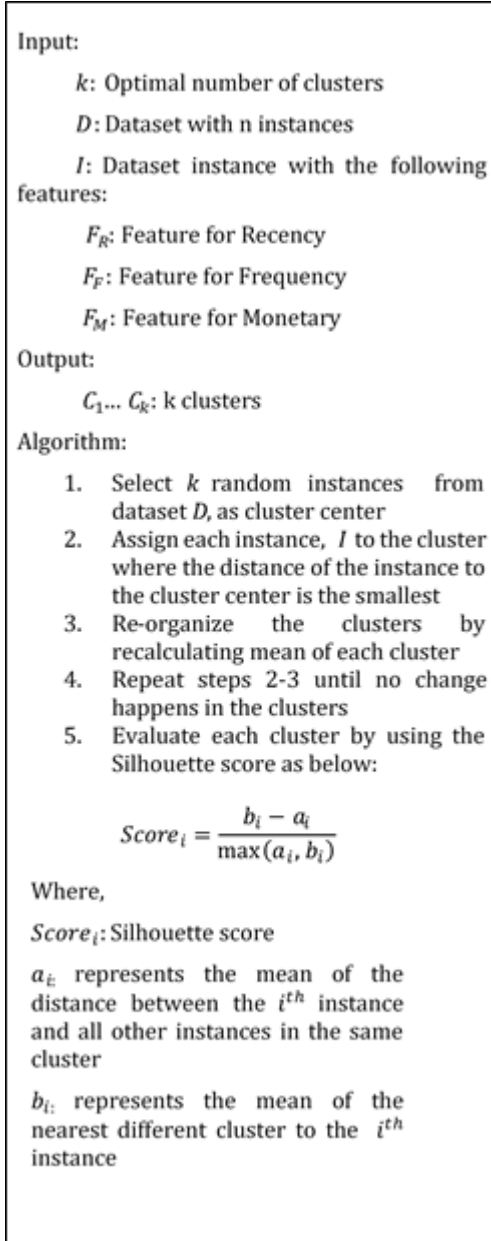 Input:
k: Optimal number of clusters
D: Dataset with n instances
I: Dataset instance with the following
features:
F_R: Feature for Recency
F_F: Feature for Frequency
F_M: Feature for Monetary
Output:
C_1... C_k: k clusters
Algorithm:
1. Select k random instances from
dataset D, as cluster center
2. Assign each instance, I to the cluster
where the distance of the instance to
the cluster center is the smallest
3. Re-organize the clusters by
recalculating mean of each cluster
4. Repeat steps 2-3 until no change
happens in the clusters
5. Evaluate each cluster by using the
Silhouette score as below:
Score_i = (b_i − a_i) / max(a_i, b_i)
Where,
Score_i: Silhouette score
a_i: represents the mean of the
distance between the i^th instance
and all other instances in the same
cluster
b_i: represents the mean of the
nearest different cluster to the i^th
instance